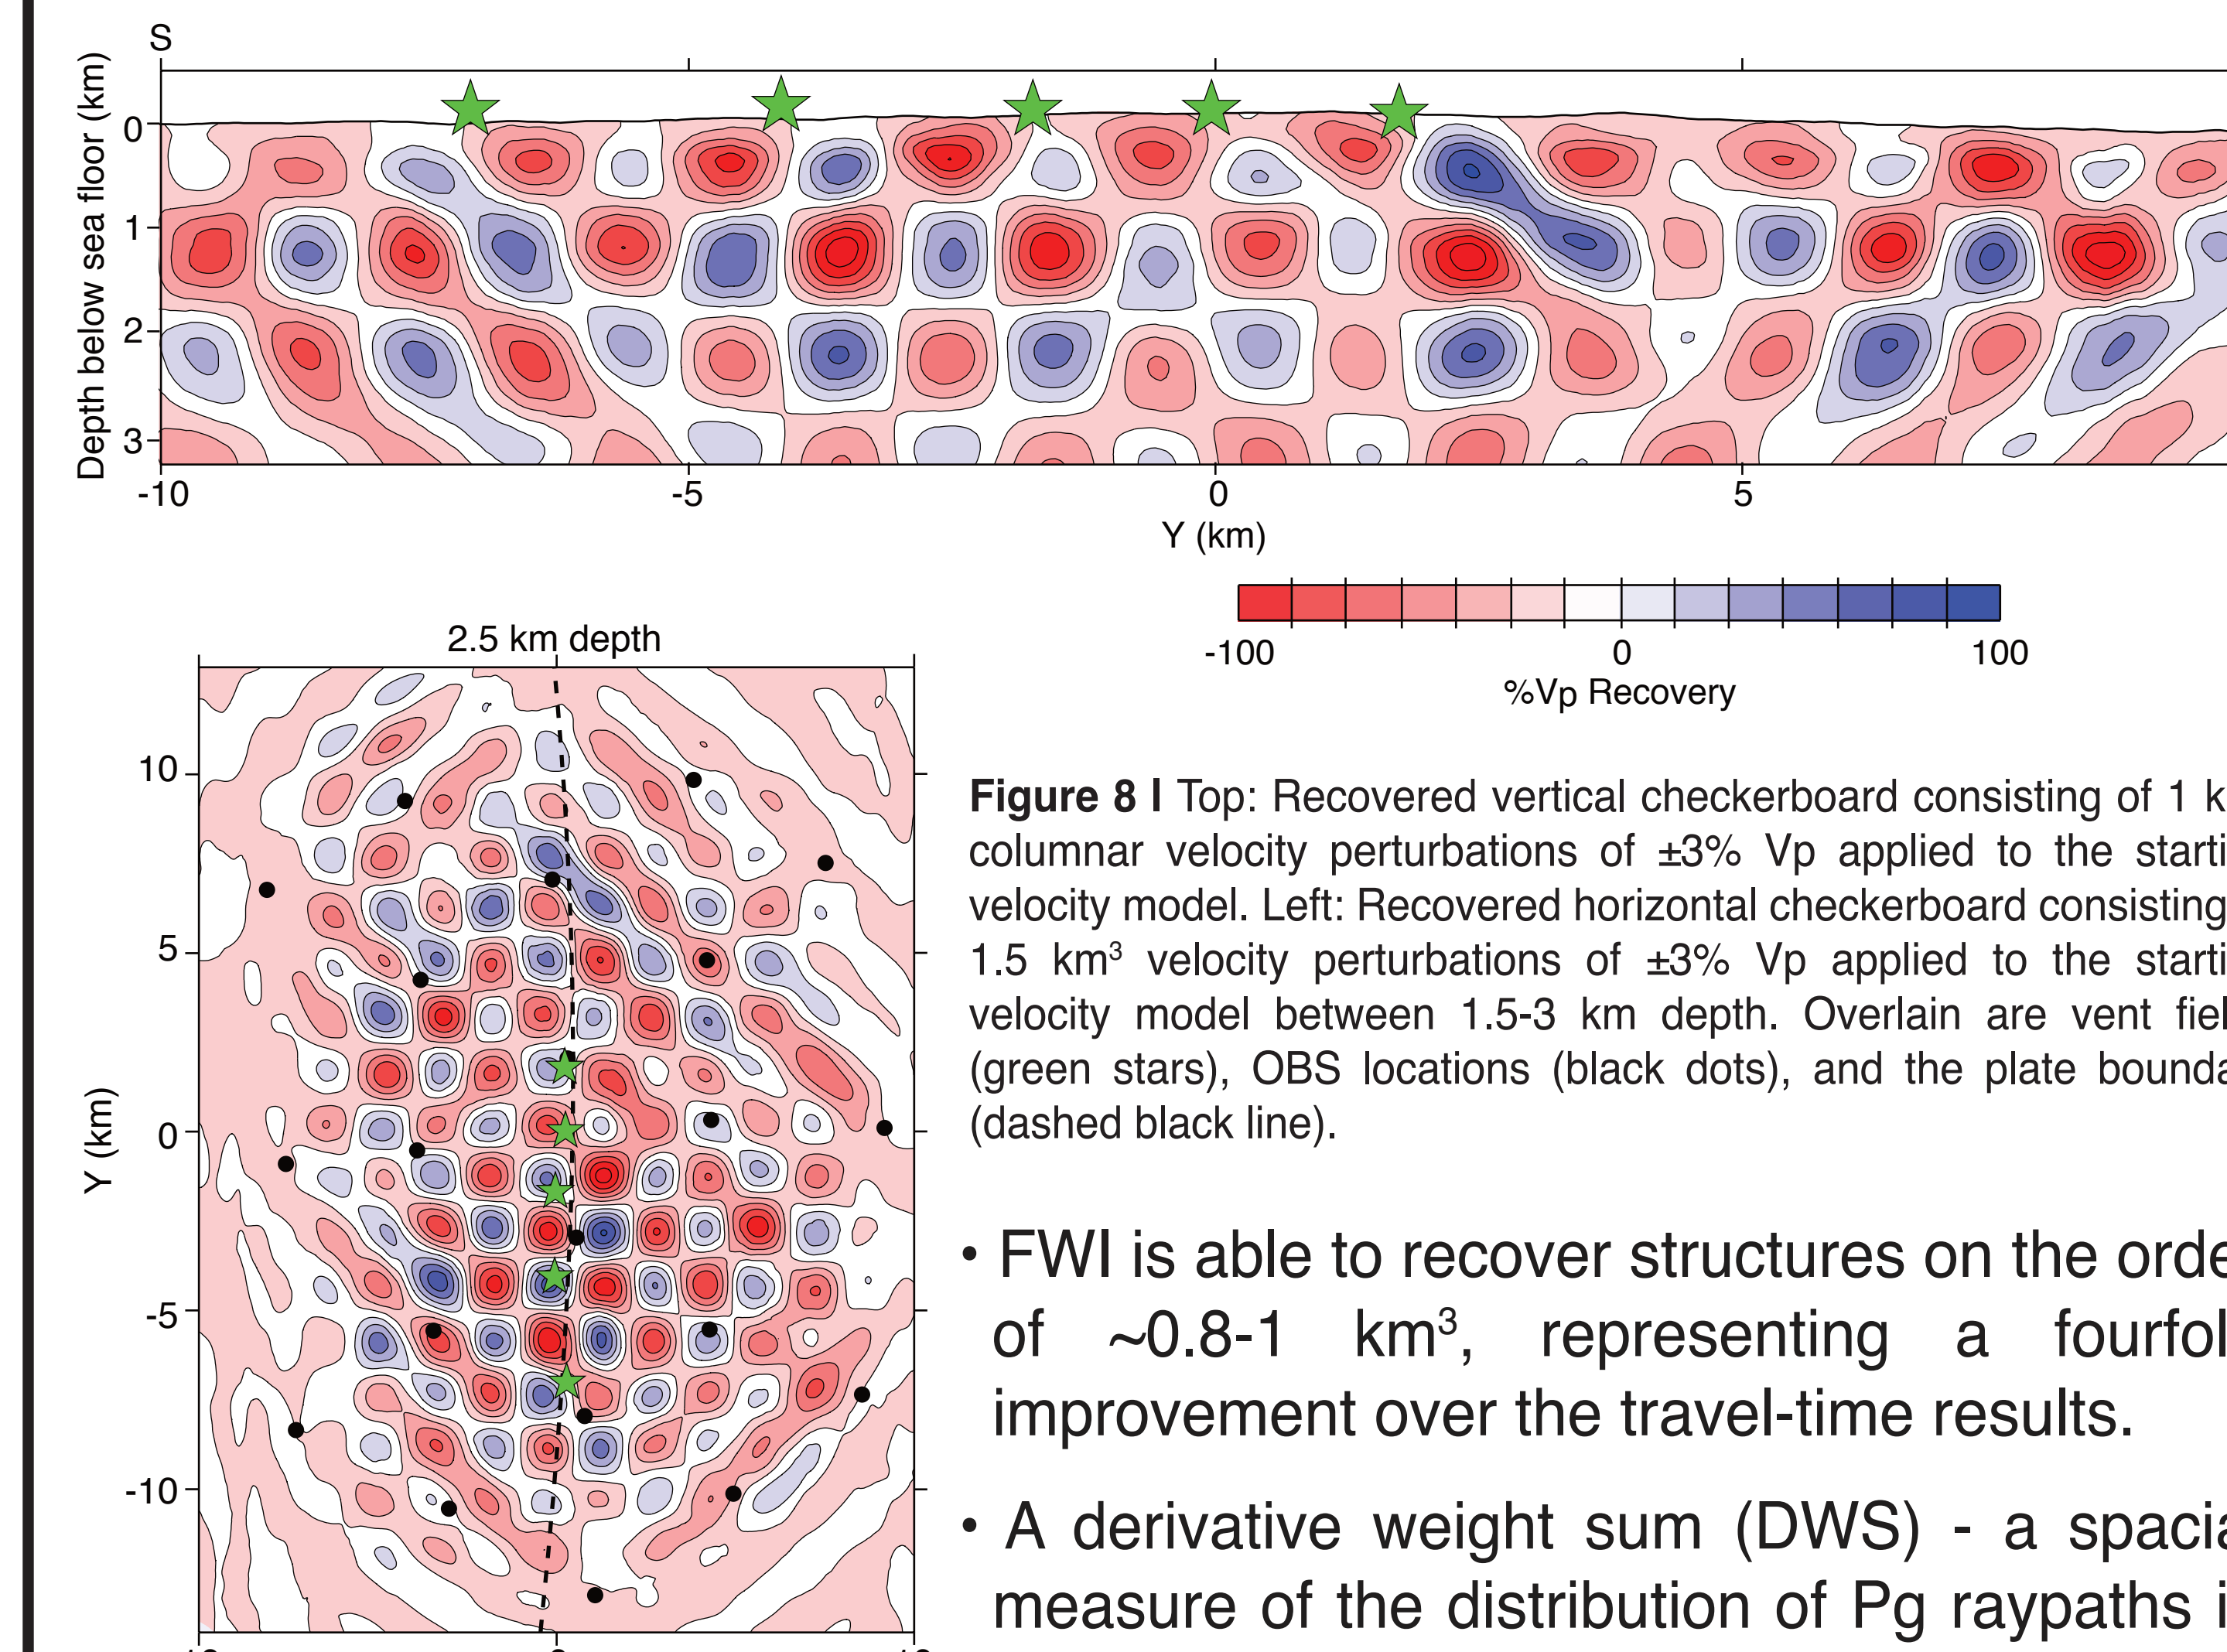 S
Depth below sea floor (km)
0
1
2
3
-10 -5 0 5
Y (km)
-100 0 100
%Vp Recovery
2.5 km depth
10
5
0
-5
-10
Y (km)
Figure 8 | Top: Recovered vertical checkerboard consisting of 1 k
columnar velocity perturbations of ±3% Vp applied to the starti
velocity model. Left: Recovered horizontal checkerboard consisting
1.5 km³ velocity perturbations of ±3% Vp applied to the starti
velocity model between 1.5-3 km depth. Overlain are vent fiel
(green stars), OBS locations (black dots), and the plate bounda
(dashed black line).
• FWI is able to recover structures on the orde
of ~0.8-1 km³, representing a fourfol
improvement over the travel-time results.
• A derivative weight sum (DWS) - a spacia
measure of the distribution of Pg raypaths i